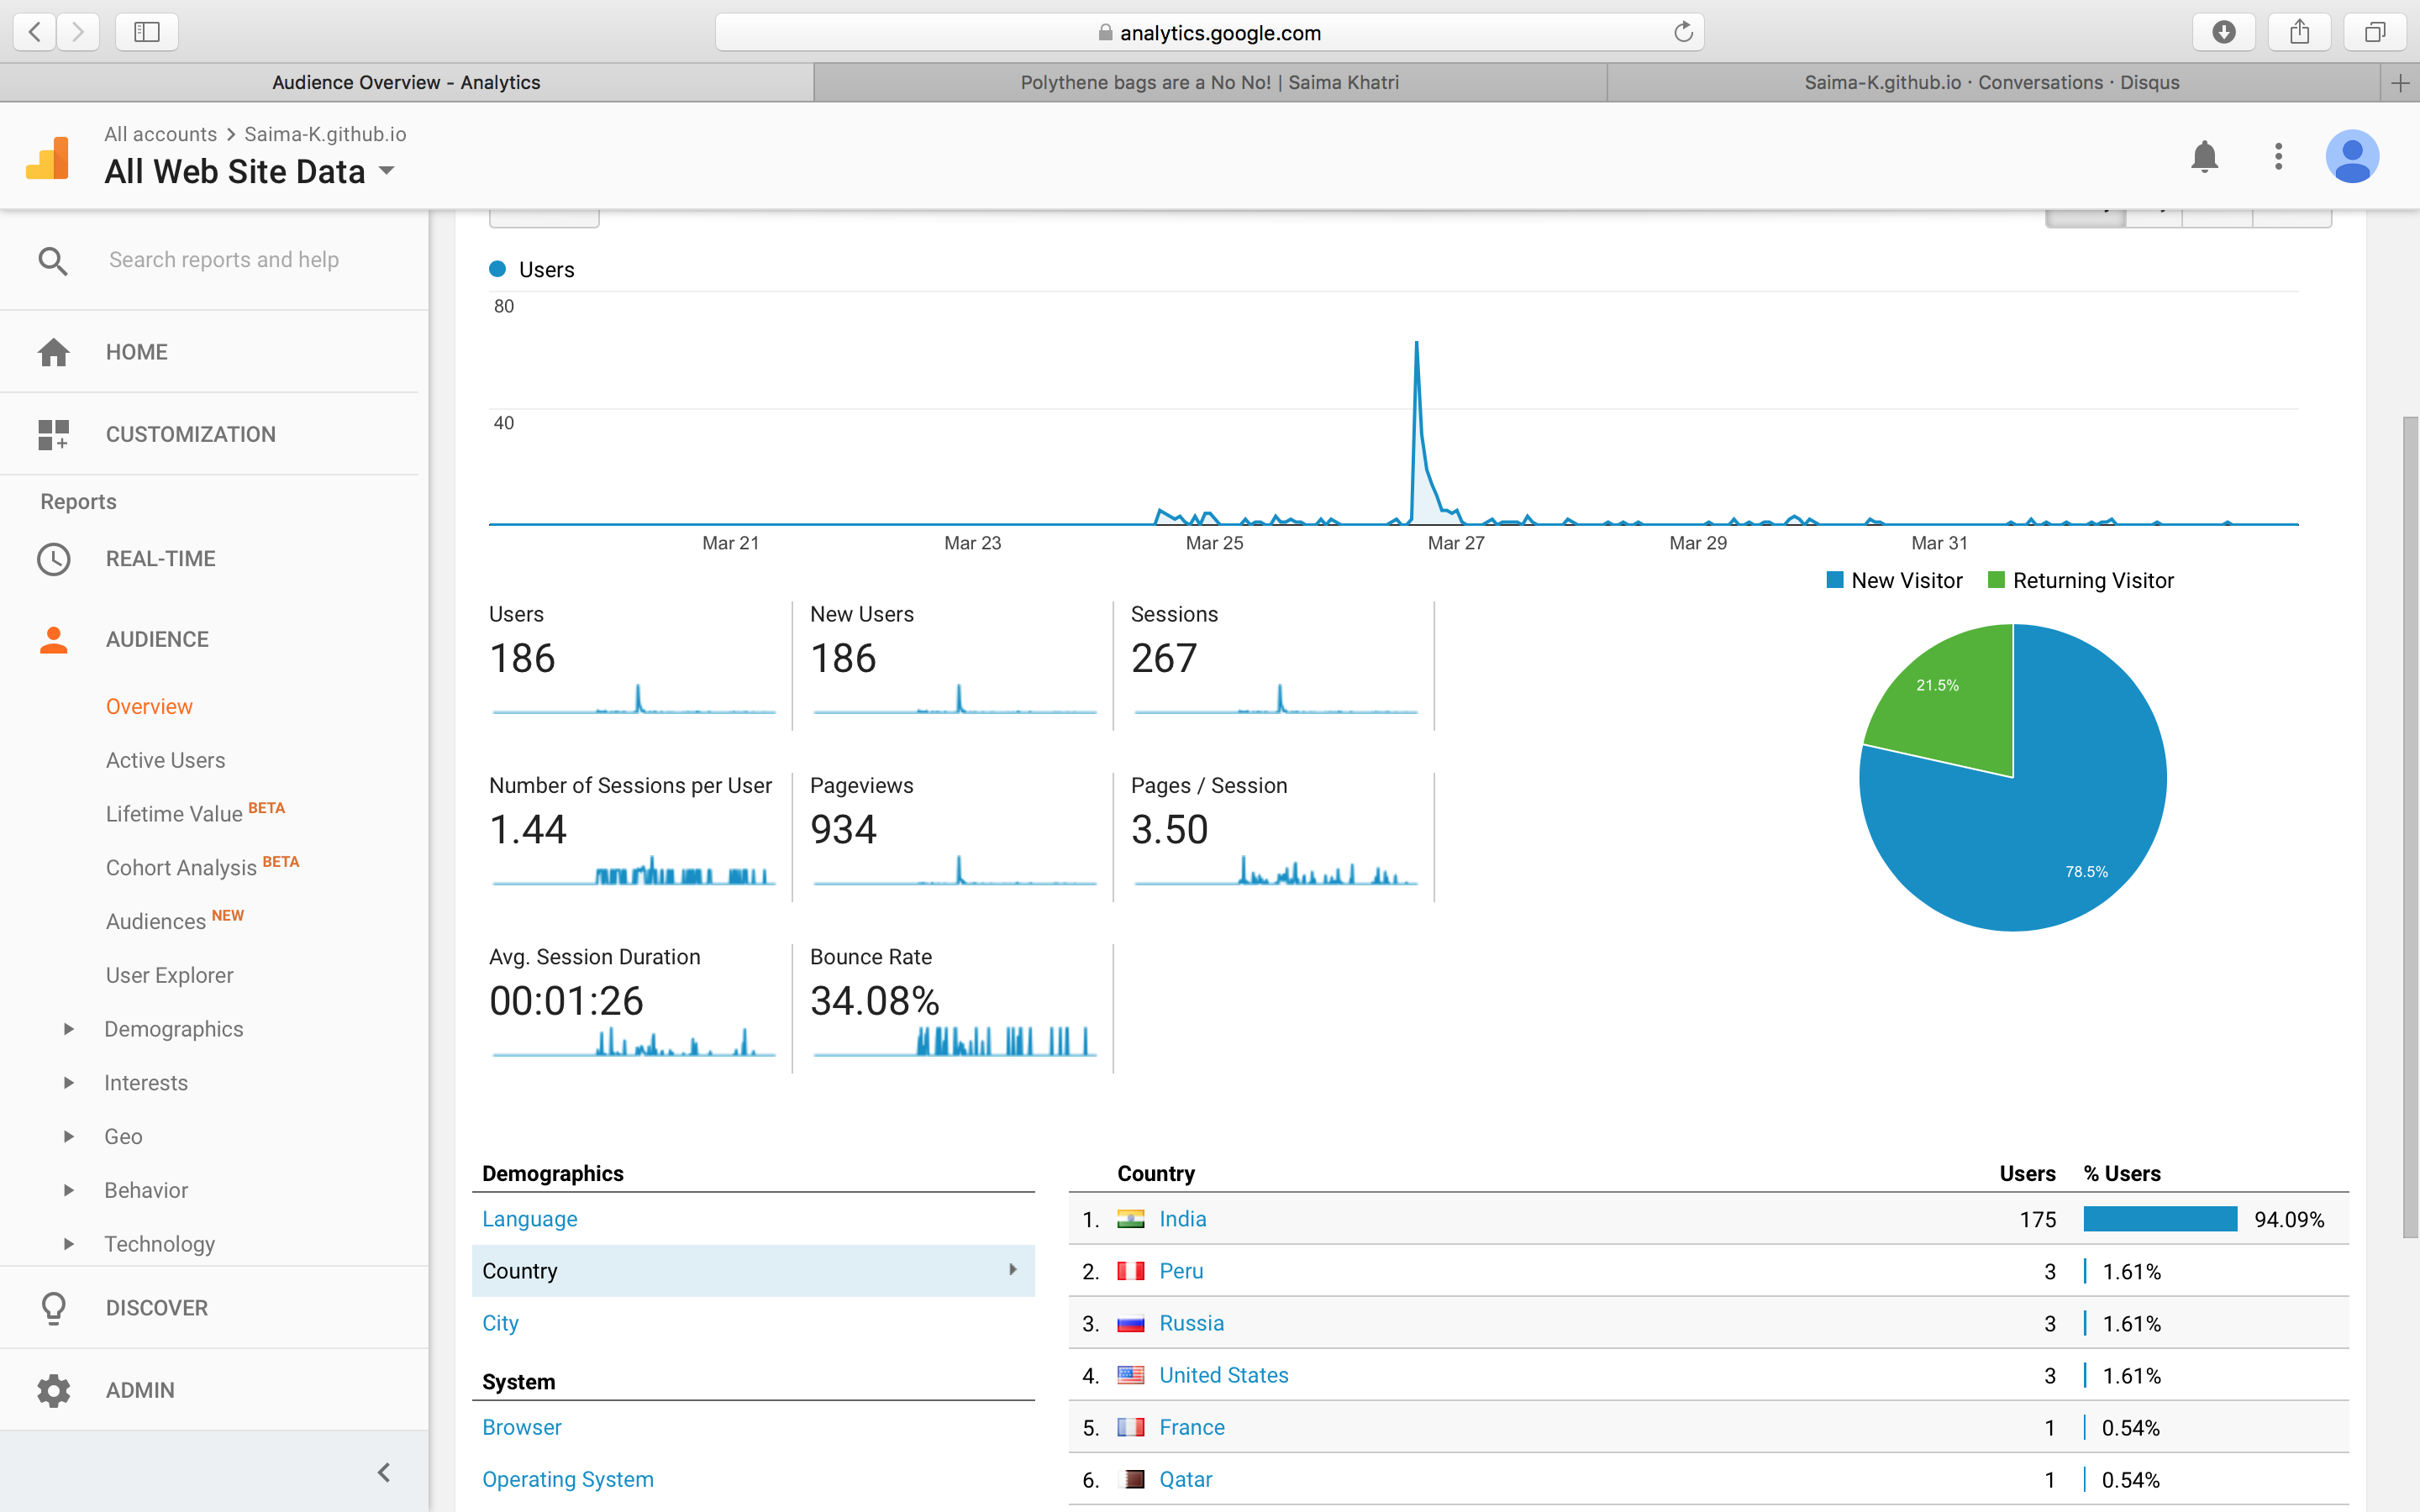 analytics.google.com
Audience Overview - Analytics
Polythene bags are a No No! | Saima Khatri
Saima-K.github.io · Conversations · Disqus
All accounts > Saima-K.github.io
All Web Site Data
Search reports and help
HOME
CUSTOMIZATION
Reports
REAL-TIME
AUDIENCE
Overview
Active Users
Lifetime Value BETA
Cohort Analysis BETA
Audiences NEW
User Explorer
Demographics
Interests
Geo
Behavior
Technology
DISCOVER
ADMIN
Users
80
40
Mar 21 Mar 23 Mar 25 Mar 27 Mar 29 Mar 31
New Visitor Returning Visitor
21.5%
78.5%
Users
186
New Users
186
Sessions
267
Number of Sessions per User
1.44
Pageviews
934
Pages / Session
3.50
Avg. Session Duration
00:01:26
Bounce Rate
34.08%
Demographics
Language
Country
City
System
Browser
Operating System
Country Users % Users
1. India 175 94.09%
2. Peru 3 1.61%
3. Russia 3 1.61%
4. United States 3 1.61%
5. France 1 0.54%
6. Qatar 1 0.54%